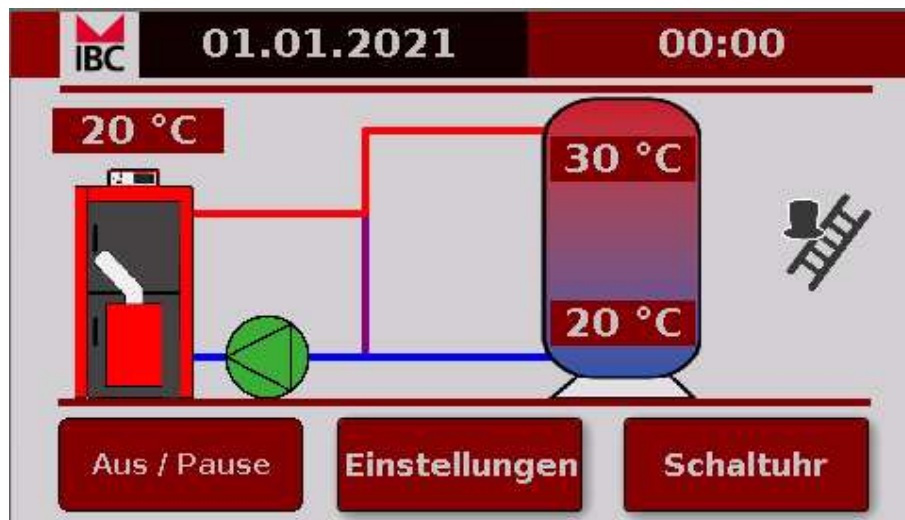 IBC 01.01.2021 00:00
20 °C
30 °C
20 °C
Aus / Pause Einstellungen Schaltuhr